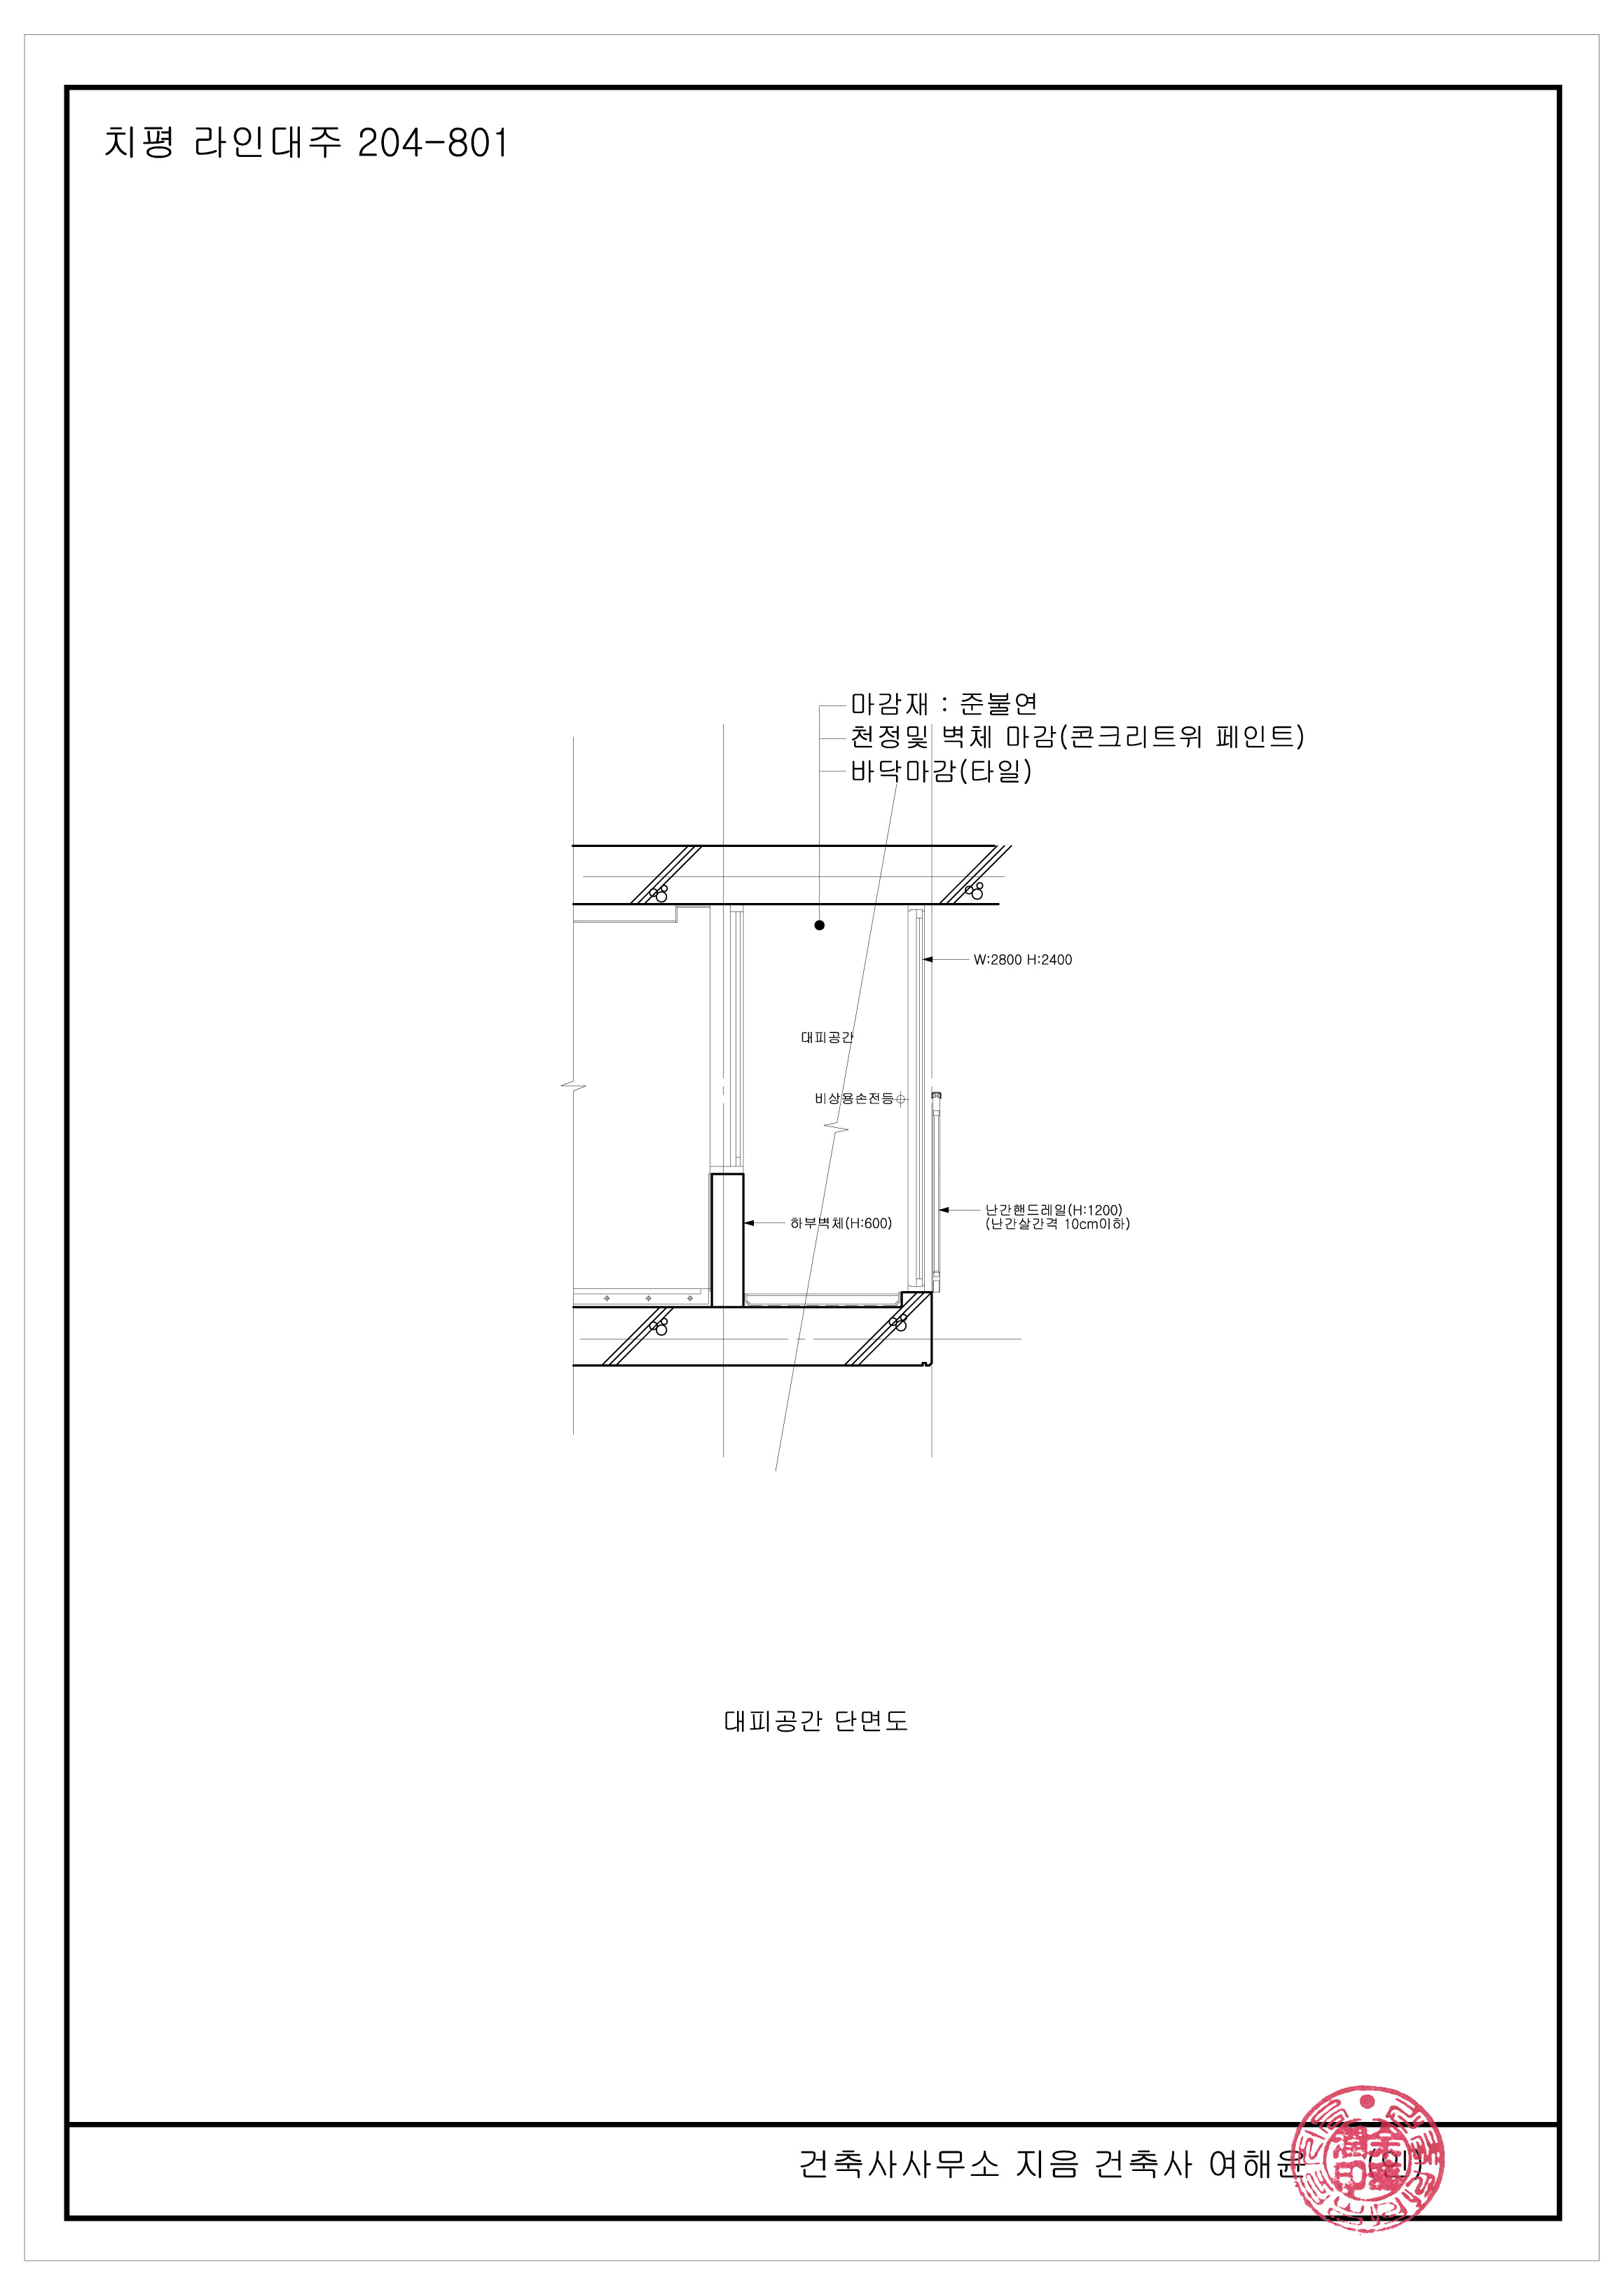 치평 라인대주 204-801
마감재 : 준불연
천정및 벽체 마감(콘크리트위 페인트)
바닥마감(타일)
W:2800 H:2400
대피공간
비상용손전등
난간핸드레일(H:1200)
(난간살간격 10cm이하)
하부벽체(H:600)
대피공간 단면도
건축사사무소 지음 건축사 여해윤 (인)